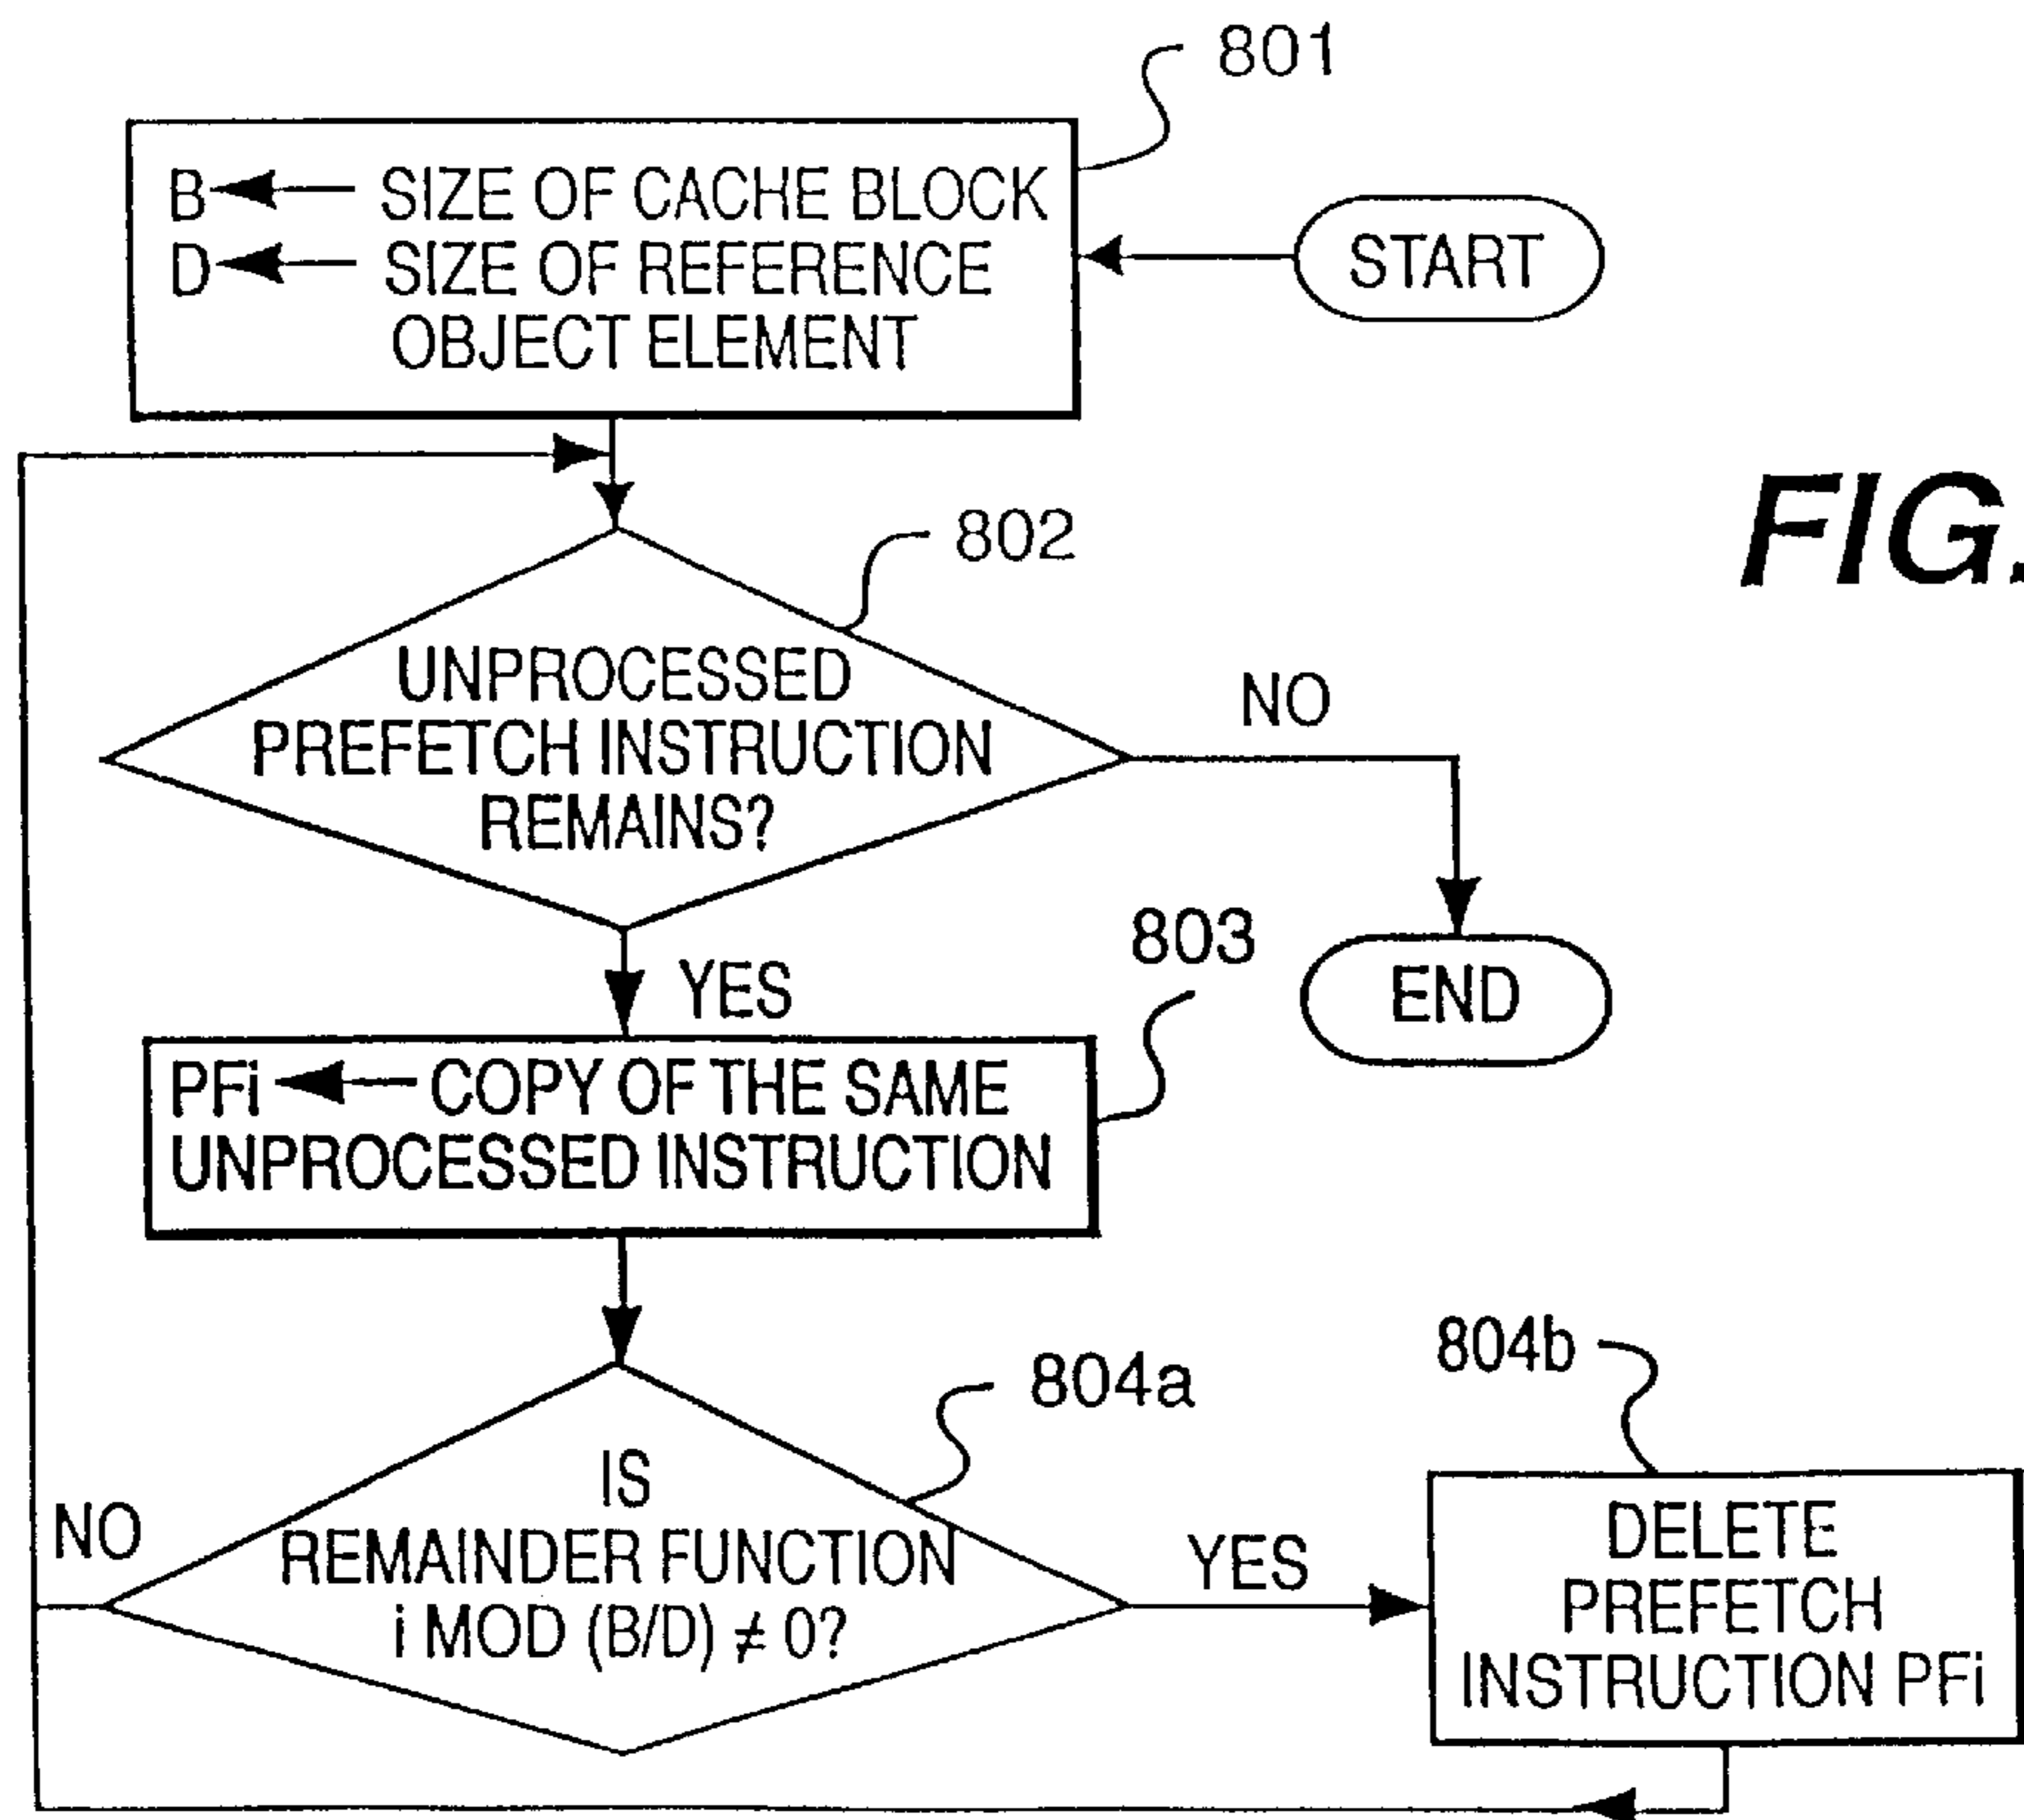 801
B ← SIZE OF CACHE BLOCK
D ← SIZE OF REFERENCE
OBJECT ELEMENT
START
FIG.
802
UNPROCESSED
PREFETCH INSTRUCTION
REMAINS?
NO
END
YES
803
PFi ← COPY OF THE SAME
UNPROCESSED INSTRUCTION
804a
IS
REMAINDER FUNCTION
i MOD (B/D) ≠ 0?
NO
YES
804b
DELETE
PREFETCH
INSTRUCTION PFi